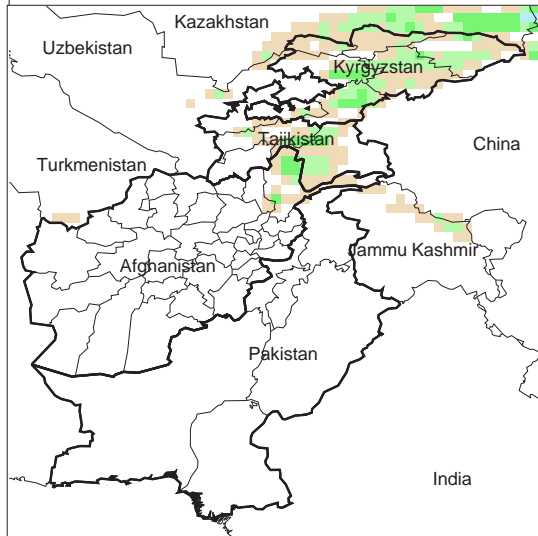 Kazakhstan
Uzbekistan
Kyrgyzstan
Tajikistan
China
Turkmenistan
Jammu Kashmir
Afghanistan
Pakistan
India